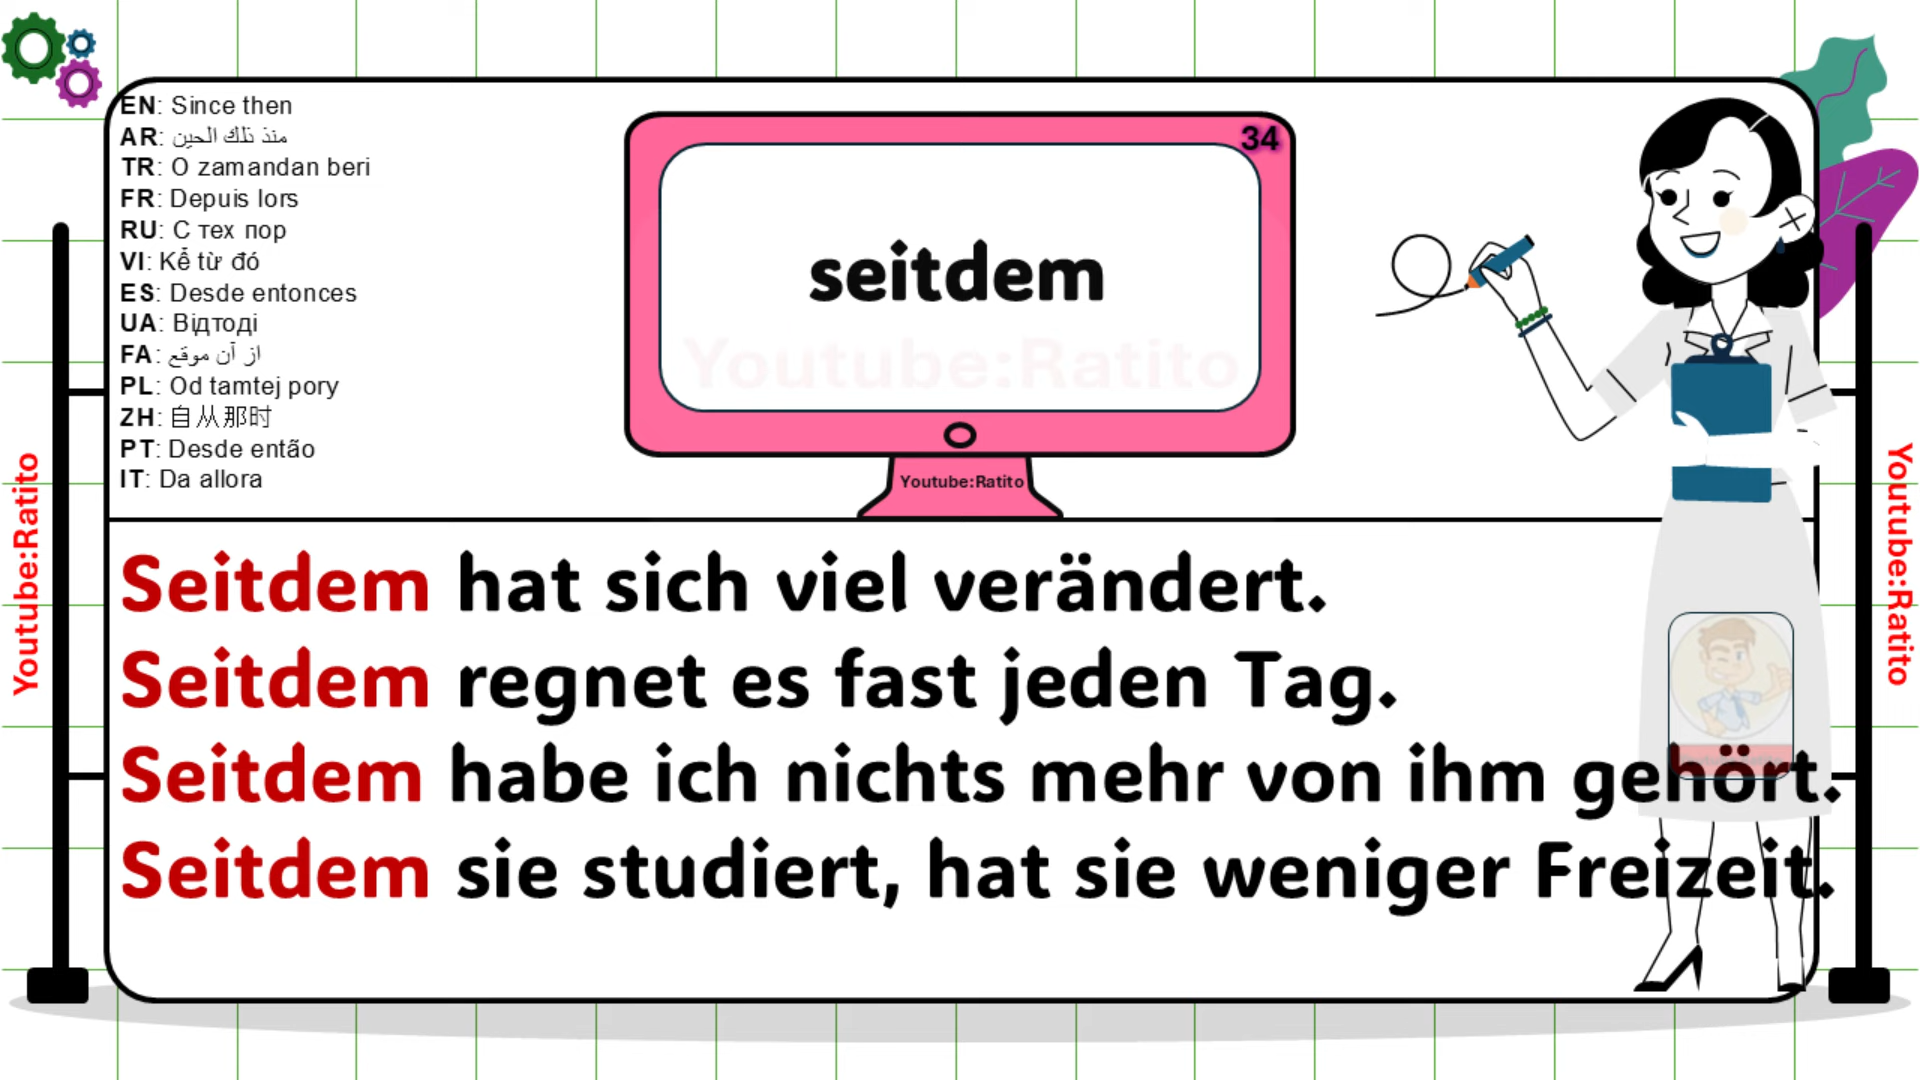 EN: Since then
AR: منذ ذلك الحين
TR: O zamandan beri
FR: Depuis lors
RU: С тех пор
VI: Kể từ đó
ES: Desde entonces
UA: Відтоді
FA: از آن موقع
PL: Od tamtej pory
ZH: 自从那时
PT: Desde então
IT: Da allora
34
seitdem
Youtube:Ratito
Youtube:Ratito
Seitdem hat sich viel verändert.
Seitdem regnet es fast jeden Tag.
Seitdem habe ich nichts mehr von ihm gehört.
Seitdem sie studiert, hat sie weniger Freizeit.
Youtube:Ratito
Youtube:Ratito